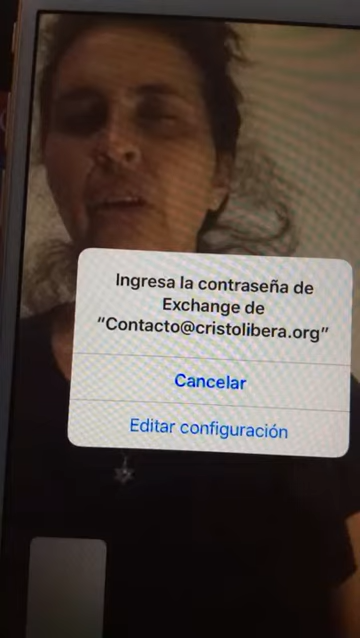 Ingresa la contraseña de
Exchange de
“Contacto@cristolibera.org”
Cancelar
Editar configuración